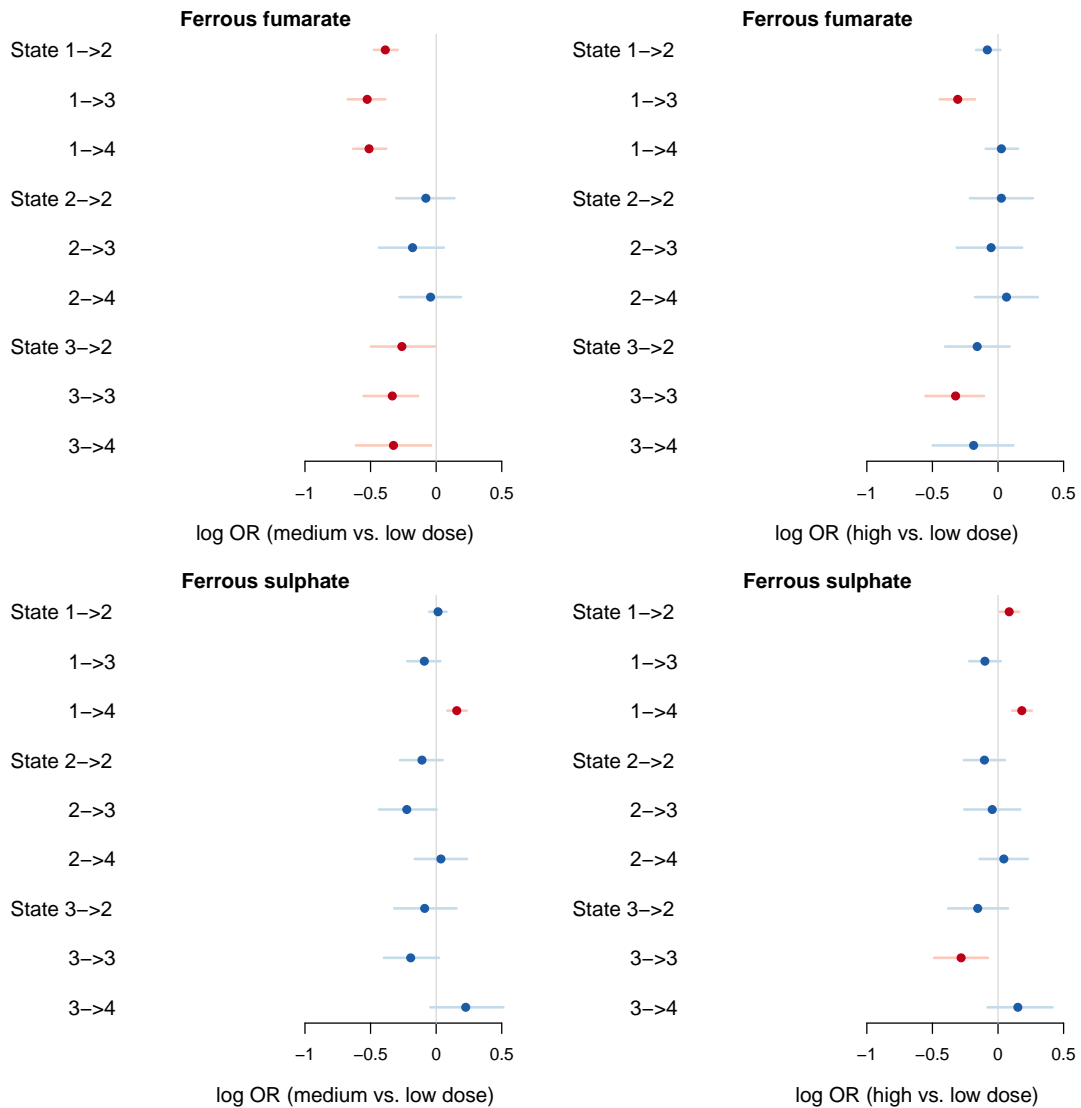 Ferrous fumarate
State 1−>2
1−>3
1−>4
State 2−>2
2−>3
2−>4
State 3−>2
3−>3
3−>4
−1 −0.5 0 0.5
log OR (medium vs. low dose)
Ferrous fumarate
State 1−>2
1−>3
1−>4
State 2−>2
2−>3
2−>4
State 3−>2
3−>3
3−>4
−1 −0.5 0 0.5
log OR (high vs. low dose)
Ferrous sulphate
State 1−>2
1−>3
1−>4
State 2−>2
2−>3
2−>4
State 3−>2
3−>3
3−>4
−1 −0.5 0 0.5
log OR (medium vs. low dose)
Ferrous sulphate
State 1−>2
1−>3
1−>4
State 2−>2
2−>3
2−>4
State 3−>2
3−>3
3−>4
−1 −0.5 0 0.5
log OR (high vs. low dose)